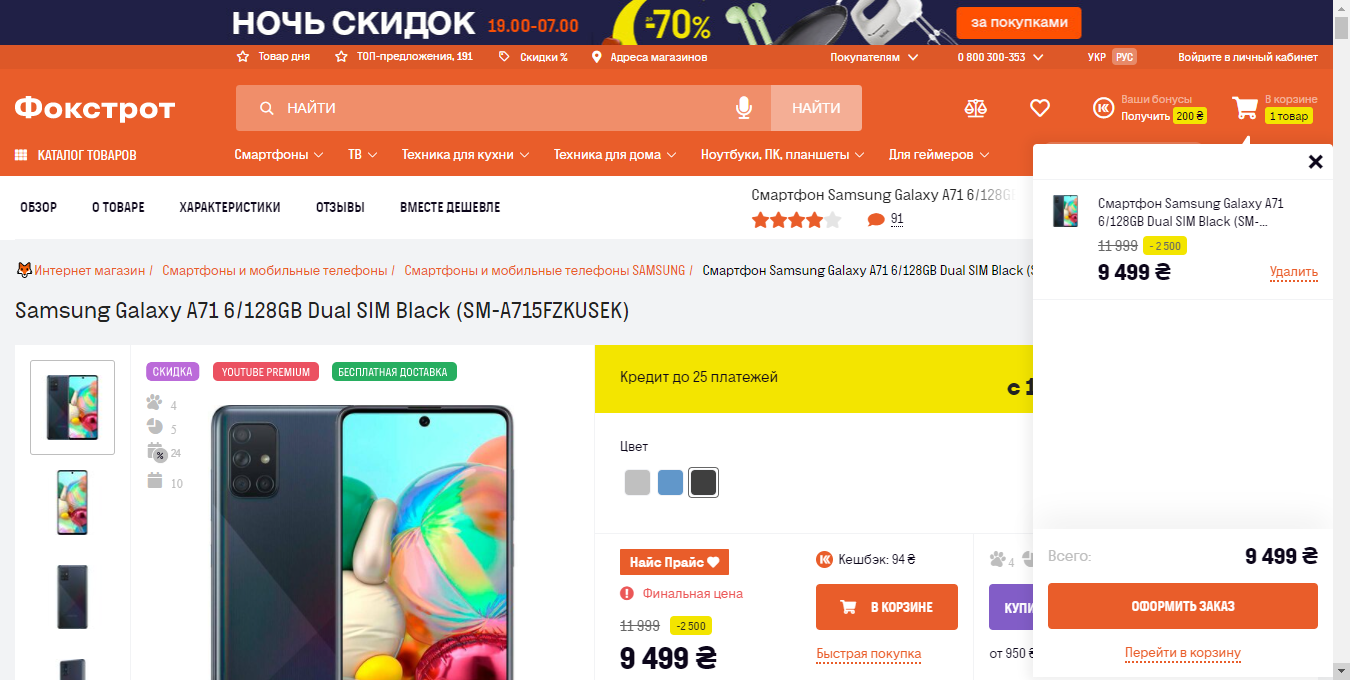 НОЧЬ СКИДОК 19.00-07.00 до -70% за покупками
Товар дня ТОП-предложения, 191 Скидки % Адреса магазинов Покупателям 0 800 300-353 УКР РУС Войдите в личный кабинет
Фокстрот НАЙТИ НАЙТИ
Ваши бонусы
Получить 200 ₴
В корзине
1 товар
КАТАЛОГ ТОВАРОВ Смартфоны ТВ Техника для кухни Техника для дома Ноутбуки, ПК, планшеты Для геймеров
ОБЗОР О ТОВАРЕ ХАРАКТЕРИСТИКИ ОТЗЫВЫ ВМЕСТЕ ДЕШЕВЛЕ
Смартфон Samsung Galaxy A71 6/128GB
91
Интернет магазин / Смартфоны и мобильные телефоны / Смартфоны и мобильные телефоны SAMSUNG / Смартфон Samsung Galaxy A71 6/128GB Dual SIM Black (
Samsung Galaxy A71 6/128GB Dual SIM Black (SM-A715FZKUSEK)
СКИДКА YOUTUBE PREMIUM БЕСПЛАТНАЯ ДОСТАВКА
4
5
% 24
10
Кредит до 25 платежей
с 1
Цвет
Найс Прайс
Финальная цена
11 999 -2 500
9 499 ₴
Кешбэк: 94 ₴
В КОРЗИНЕ
Быстрая покупка
4
КУПИ
от 950 ₴
Смартфон Samsung Galaxy A71
6/128GB Dual SIM Black (SM-...
11 999 - 2 500
9 499 ₴
Удалить
Всего: 9 499 ₴
ОФОРМИТЬ ЗАКАЗ
Перейти в корзину